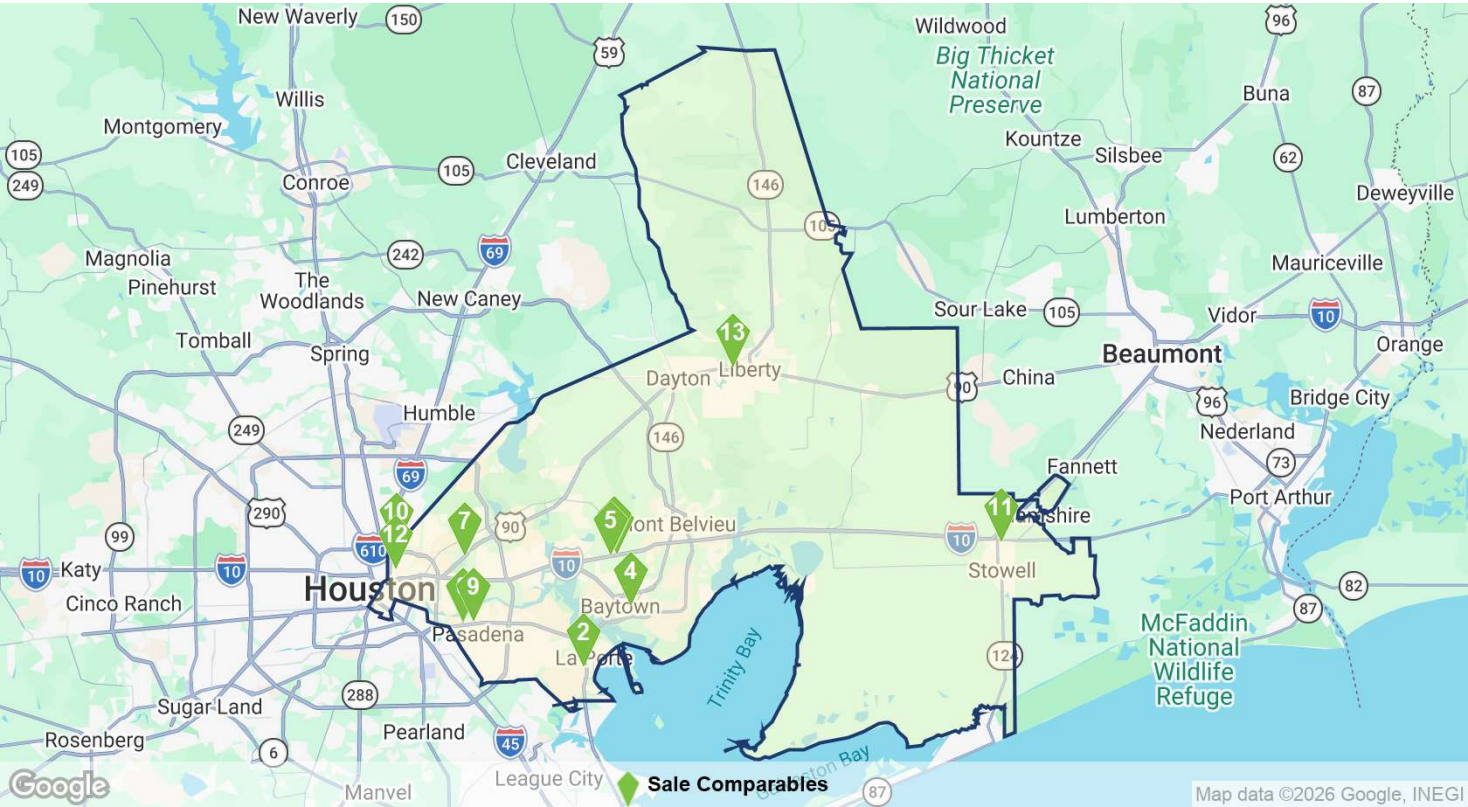 New Waverly
150
59
Wildwood
96
Big Thicket
National
Preserve
Willis
Buna
87
Montgomery
105
249
Conroe
105
Cleveland
Kountze
Silsbee
62
146
Deweyville
105
Lumberton
242
69
Magnolia
Pinehurst
The
Woodlands
New Caney
Mauriceville
Sour Lake
105
Vidor
10
Tomball
Spring
13
Liberty
Dayton
Beaumont
Orange
China
90
96
Bridge City
Humble
249
146
Nederland
73
69
Fannett
Port Arthur
290
10
7
90
5
Mont Belvieu
11
99
12
610
10
10
Katy
10
10
Houston
9
4
Stowell
82
Cinco Ranch
Baytown
87
Pasadena
2
La Porte
McFaddin
National
Wildlife
Refuge
Trinity Bay
124
288
Sugar Land
Pearland
Rosenberg
6
45
League City
Manvel
87
Google
Sale Comparables
Map data ©2026 Google, INEGI